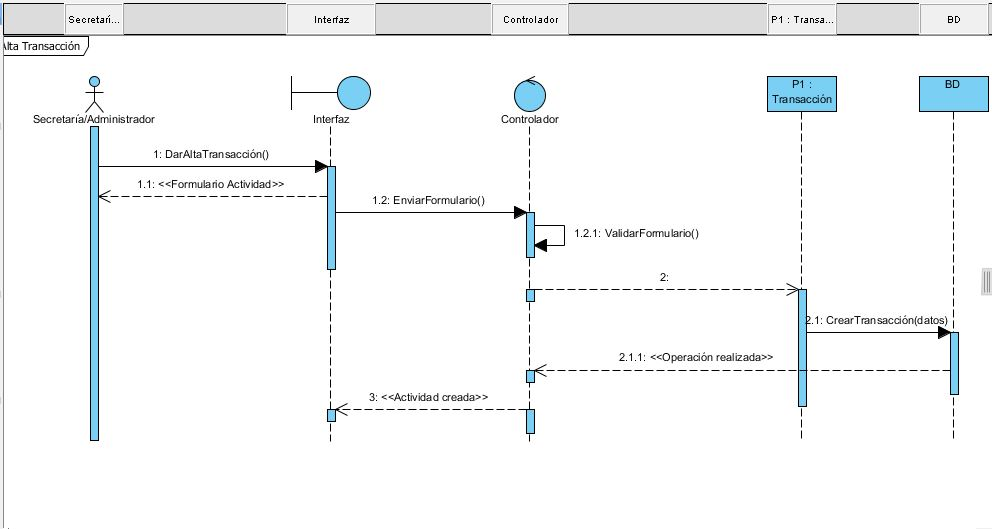 Secretarí...
Interfaz
Controlador
P1 : Transa...
BD
Alta Transacción
P1 :
Transacción
BD
Secretaría/Administrador
Interfaz
Controlador
1: DarAltaTransacción()
1.1: <<Formulario Actividad>>
1.2: EnviarFormulario()
1.2.1: ValidarFormulario()
2:
2.1: CrearTransacción(datos)
2.1.1: <<Operación realizada>>
3: <<Actividad creada>>